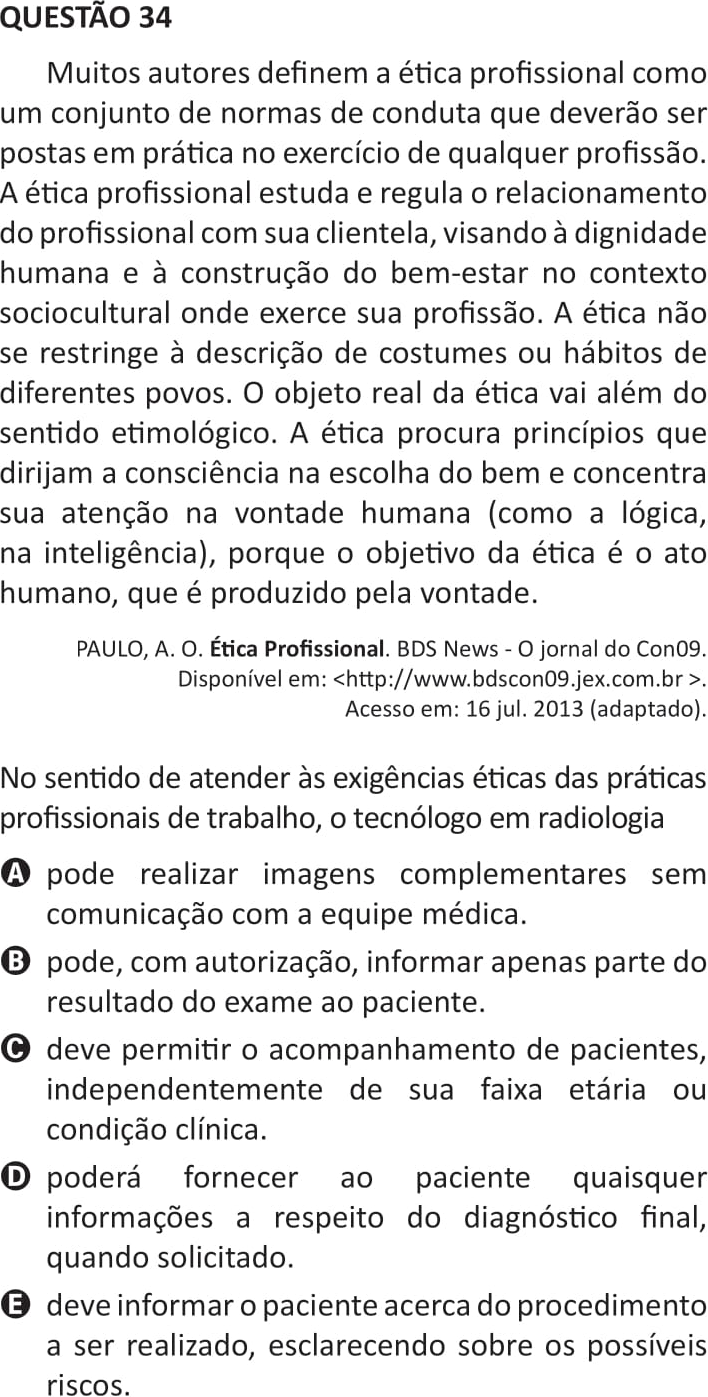 QUESTÃO 34
Muitos autores definem a ética profissional como
um conjunto de normas de conduta que deverão ser
postas em prática no exercício de qualquer profissão.
A ética profissional estuda e regula o relacionamento
do profissional com sua clientela, visando à dignidade
humana e à construção do bem-estar no contexto
sociocultural onde exerce sua profissão. A ética não
se restringe à descrição de costumes ou hábitos de
diferentes povos. O objeto real da ética vai além do
sentido etimológico. A ética procura princípios que
dirijam a consciência na escolha do bem e concentra
sua atenção na vontade humana (como a lógica,
na inteligência), porque o objetivo da ética é o ato
humano, que é produzido pela vontade.
PAULO, A. O. Ética Profissional. BDS News - O jornal do Con09.
Disponível em: <http://www.bdscon09.jex.com.br >.
Acesso em: 16 jul. 2013 (adaptado).
No sentido de atender às exigências éticas das práticas
profissionais de trabalho, o tecnólogo em radiologia
A pode realizar imagens complementares sem
comunicação com a equipe médica.
B pode, com autorização, informar apenas parte do
resultado do exame ao paciente.
C deve permitir o acompanhamento de pacientes,
independentemente de sua faixa etária ou
condição clínica.
D poderá fornecer ao paciente quaisquer
informações a respeito do diagnóstico final,
quando solicitado.
E deve informar o paciente acerca do procedimento
a ser realizado, esclarecendo sobre os possíveis
riscos.